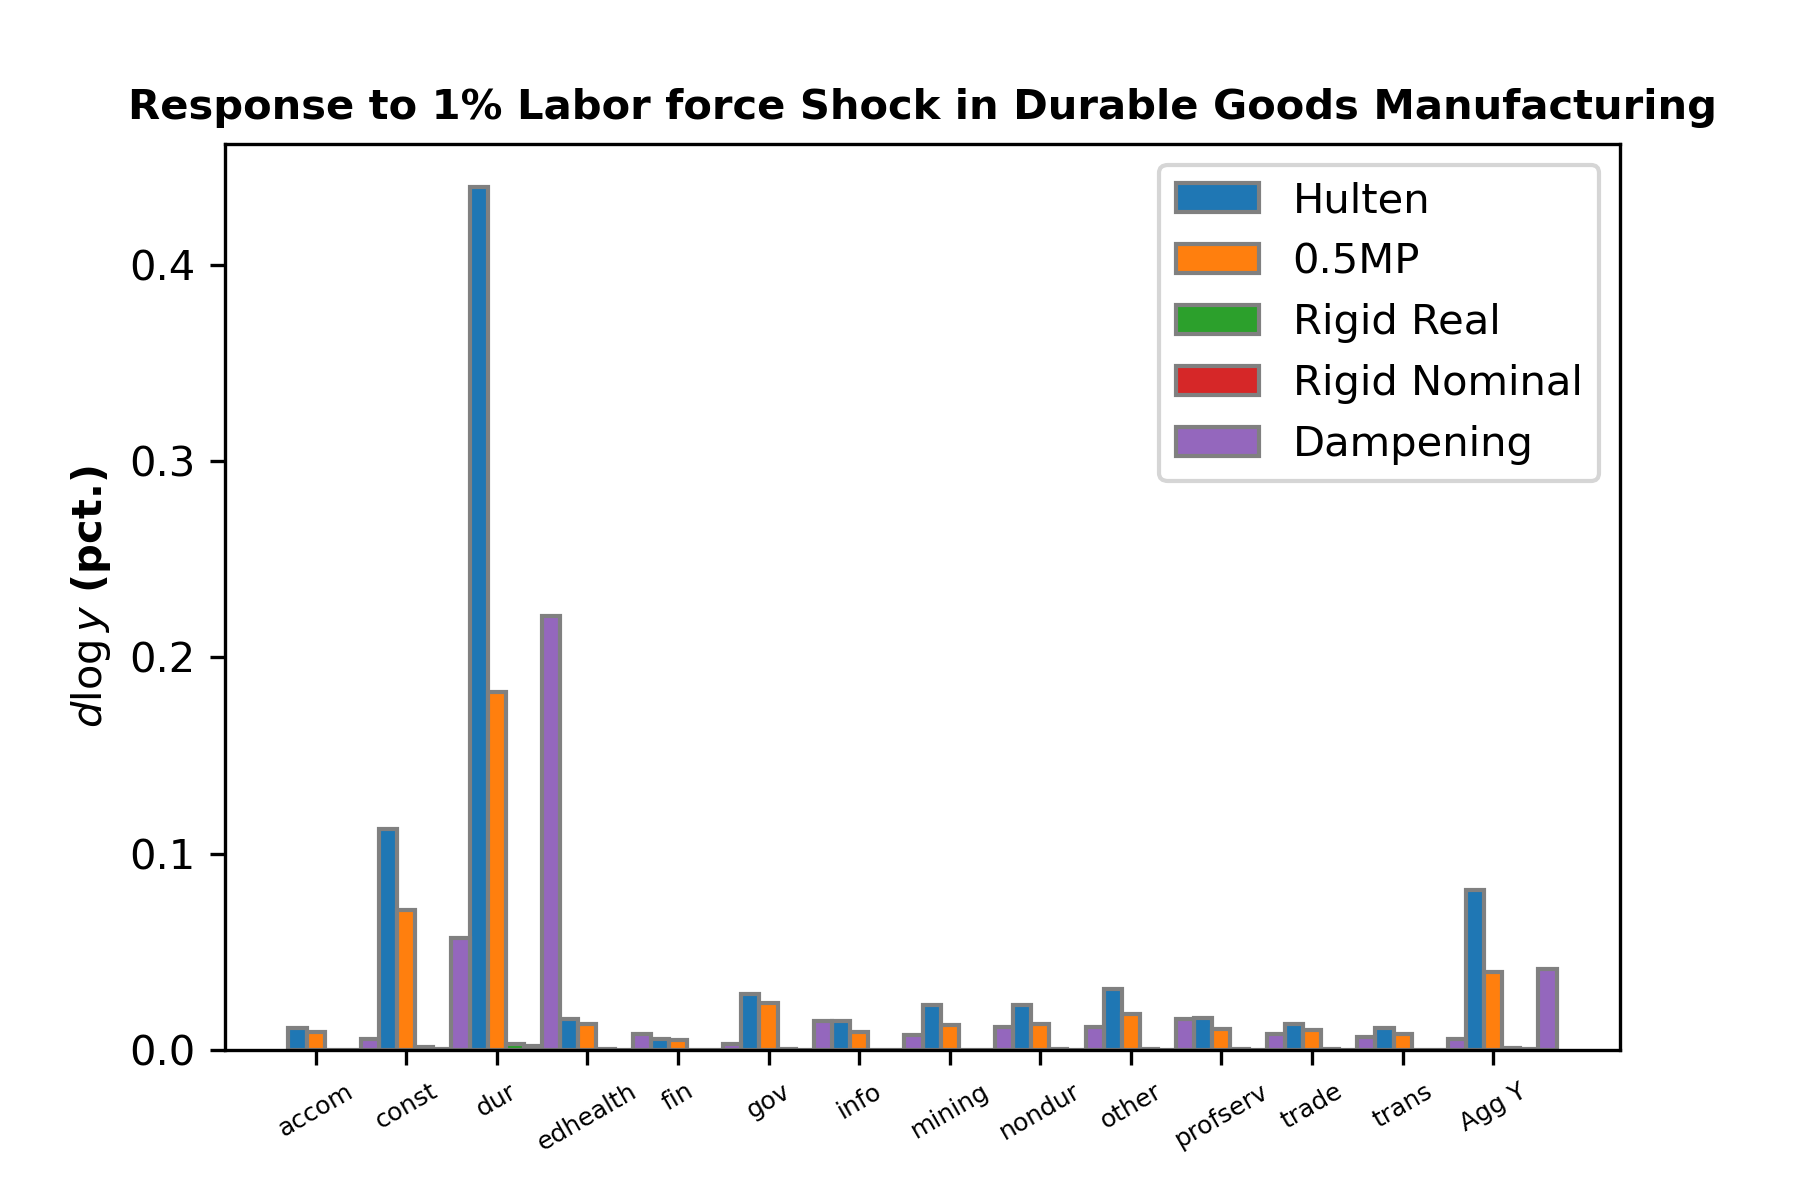 Response to 1% Labor force Shock in Durable Goods Manufacturing
Hulten
0.5MP
Rigid Real
Rigid Nominal
Dampening
dlog y (pct.)
0.4
0.3
0.2
0.1
0.0
accom
const
dur
edhealth
fin
gov
info
mining
nondur
other
profserv
trade
trans
Agg Y